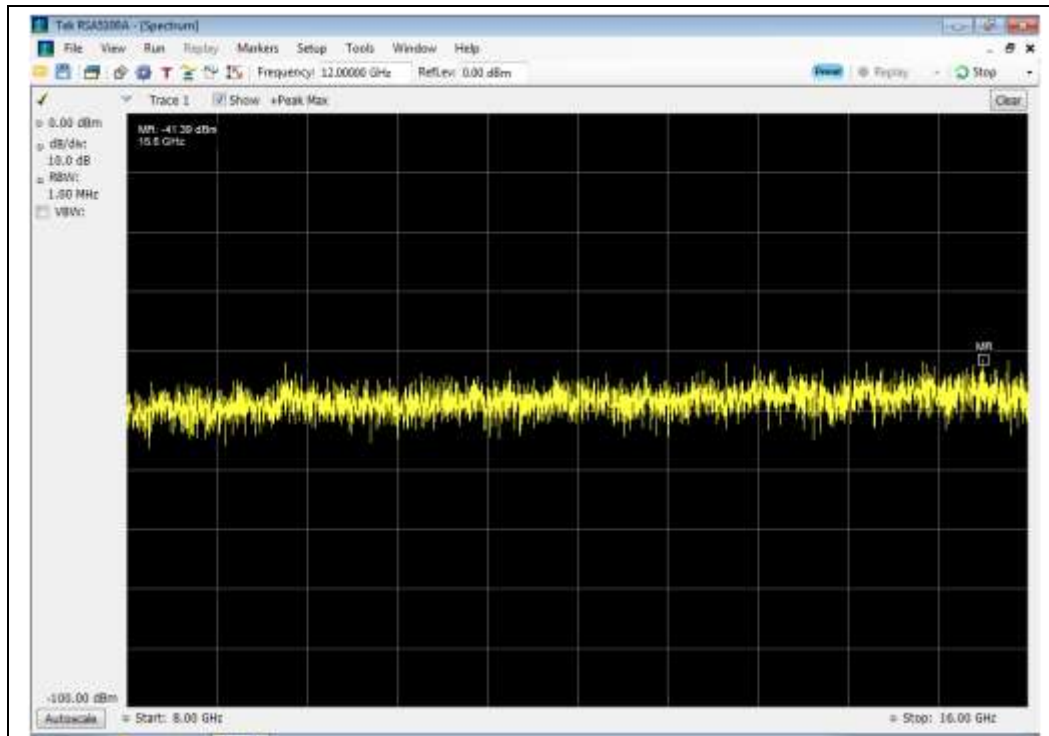 Tek RSA5100A - [Spectrum]
File View Run Replay Markers Setup Tools Window Help
Frequency: 12.00000 GHz RefLev: 0.00 dBm Preset Replay Stop
Trace 1 Show +Peak Max Clear
0.00 dBm
dB/div:
10.0 dB
RBW:
1.00 MHz
VBW:
MR: -41.39 dBm
15.6 GHz
MR
-100.00 dBm
Autoscale Start: 8.00 GHz Stop: 16.00 GHz